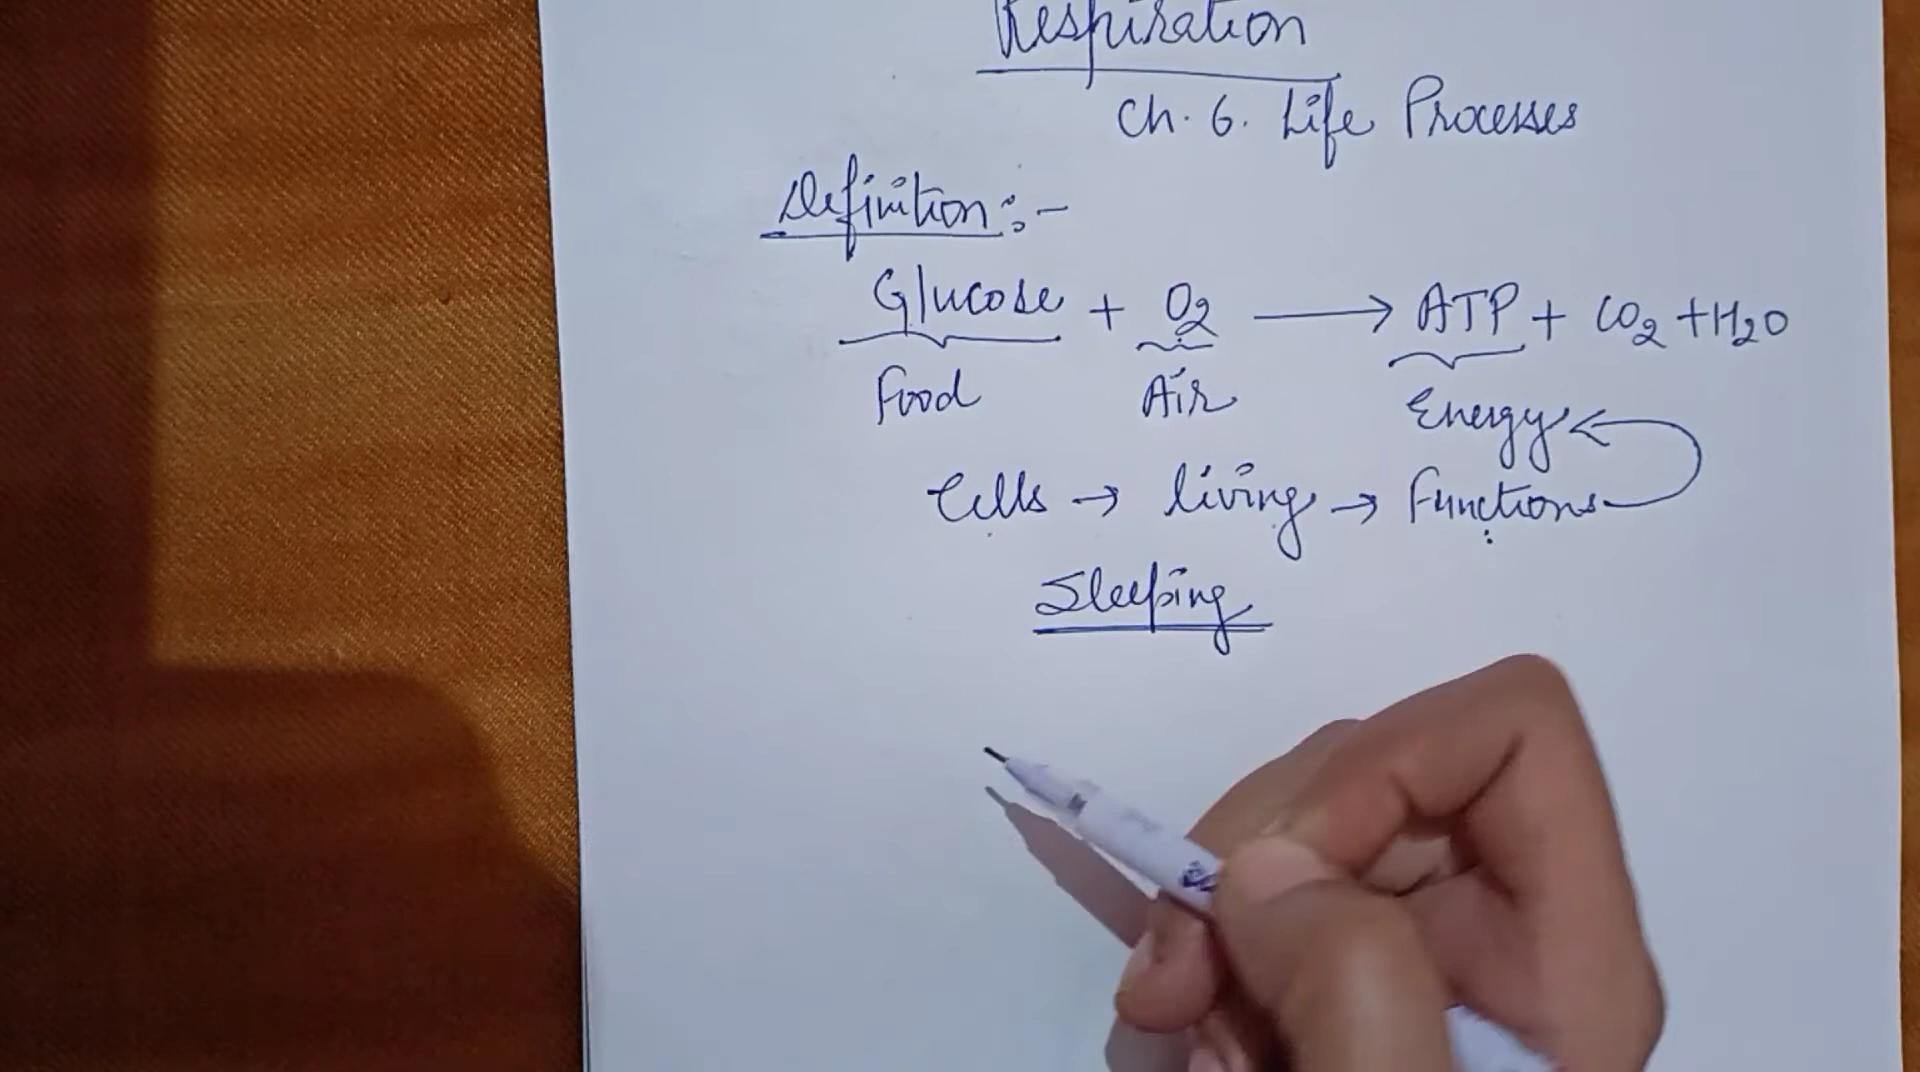 Respiration
Ch. 6. Life Processes
Definition :-
Glucose + O2 ⟶ ATP + CO2 + H2O
Food Air Energy
Cells → living → Functions
Sleeping